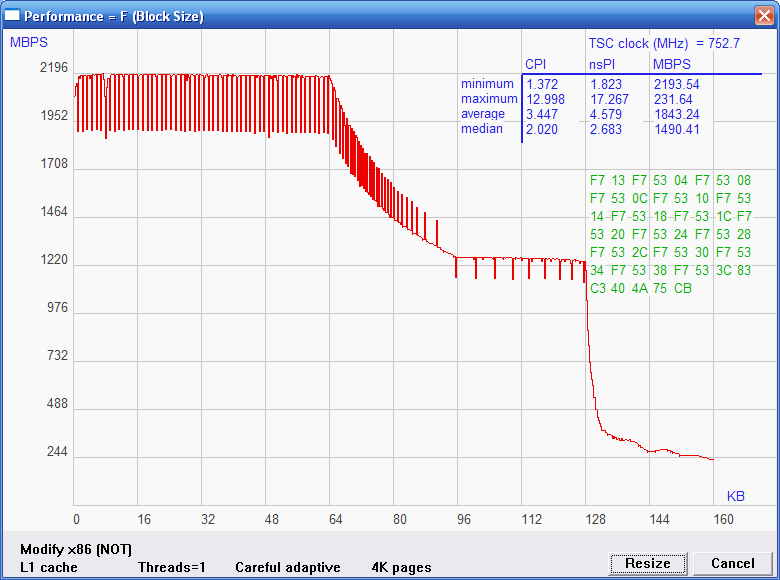 Performance = F (Block Size)
MBPS
TSC clock (MHz) = 752.7
CPI nsPI MBPS
minimum 1.372 1.823 2193.54
maximum 12.998 17.267 231.64
average 3.447 4.579 1843.24
median 2.020 2.683 1490.41
2196
1952
1708
1464
1220
976
732
488
244
F7 13 F7 53 04 F7 53 08
F7 53 0C F7 53 10 F7 53
14 F7 53 18 F7 53 1C F7
53 20 F7 53 24 F7 53 28
F7 53 2C F7 53 30 F7 53
34 F7 53 38 F7 53 3C 83
C3 40 4A 75 CB
KB
0 16 32 48 64 80 96 112 128 144 160
Modify x86 (NOT)
L1 cache Threads=1 Careful adaptive 4K pages
Resize Cancel